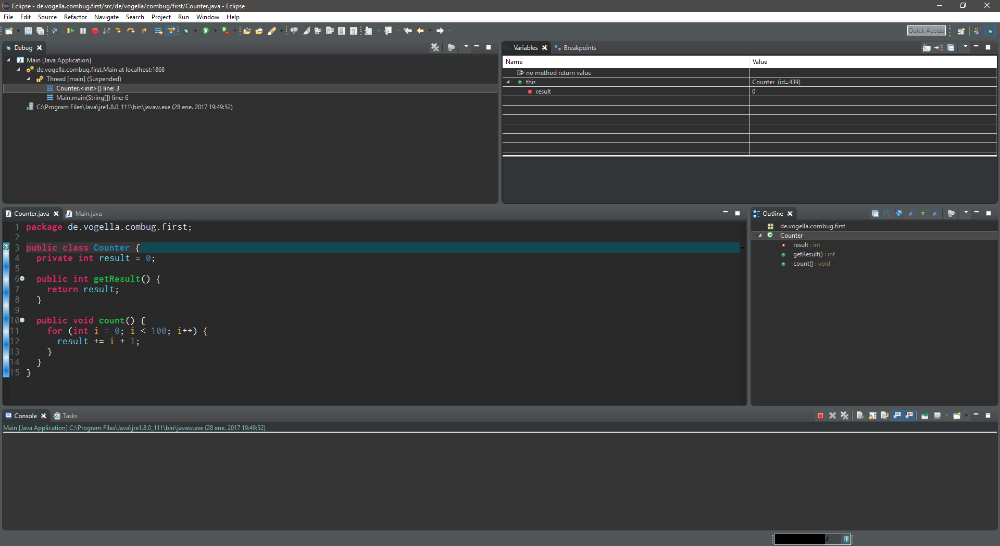 Eclipse - de.vogella.combug.first/src/de/vogella/combug/first/Counter.java - Eclipse
File Edit Source Refactor Navigate Search Project Run Window Help
Quick Access
Debug
Main [Java Application]
de.vogella.combug.first.Main at localhost:1868
Thread [main] (Suspended)
Counter.<init>() line: 3
Main.main(String[]) line: 6
C:\Program Files\Java\jre1.8.0_111\bin\javaw.exe (28 ene. 2017 19:49:52)
Variables Breakpoints
Name Value
no method return value
this Counter (id=439)
result 0
Counter.java Main.java
1 package de.vogella.combug.first;
2
3 public class Counter {
4 private int result = 0;
5
6 public int getResult() {
7 return result;
8 }
9
10 public void count() {
11 for (int i = 0; i < 100; i++) {
12 result += i + 1;
13 }
14 }
15 }
Outline
de.vogella.combug.first
Counter
result : int
getResult() : int
count() : void
Console Tasks
Main [Java Application] C:\Program Files\Java\jre1.8.0_111\bin\javaw.exe (28 ene. 2017 19:49:52)